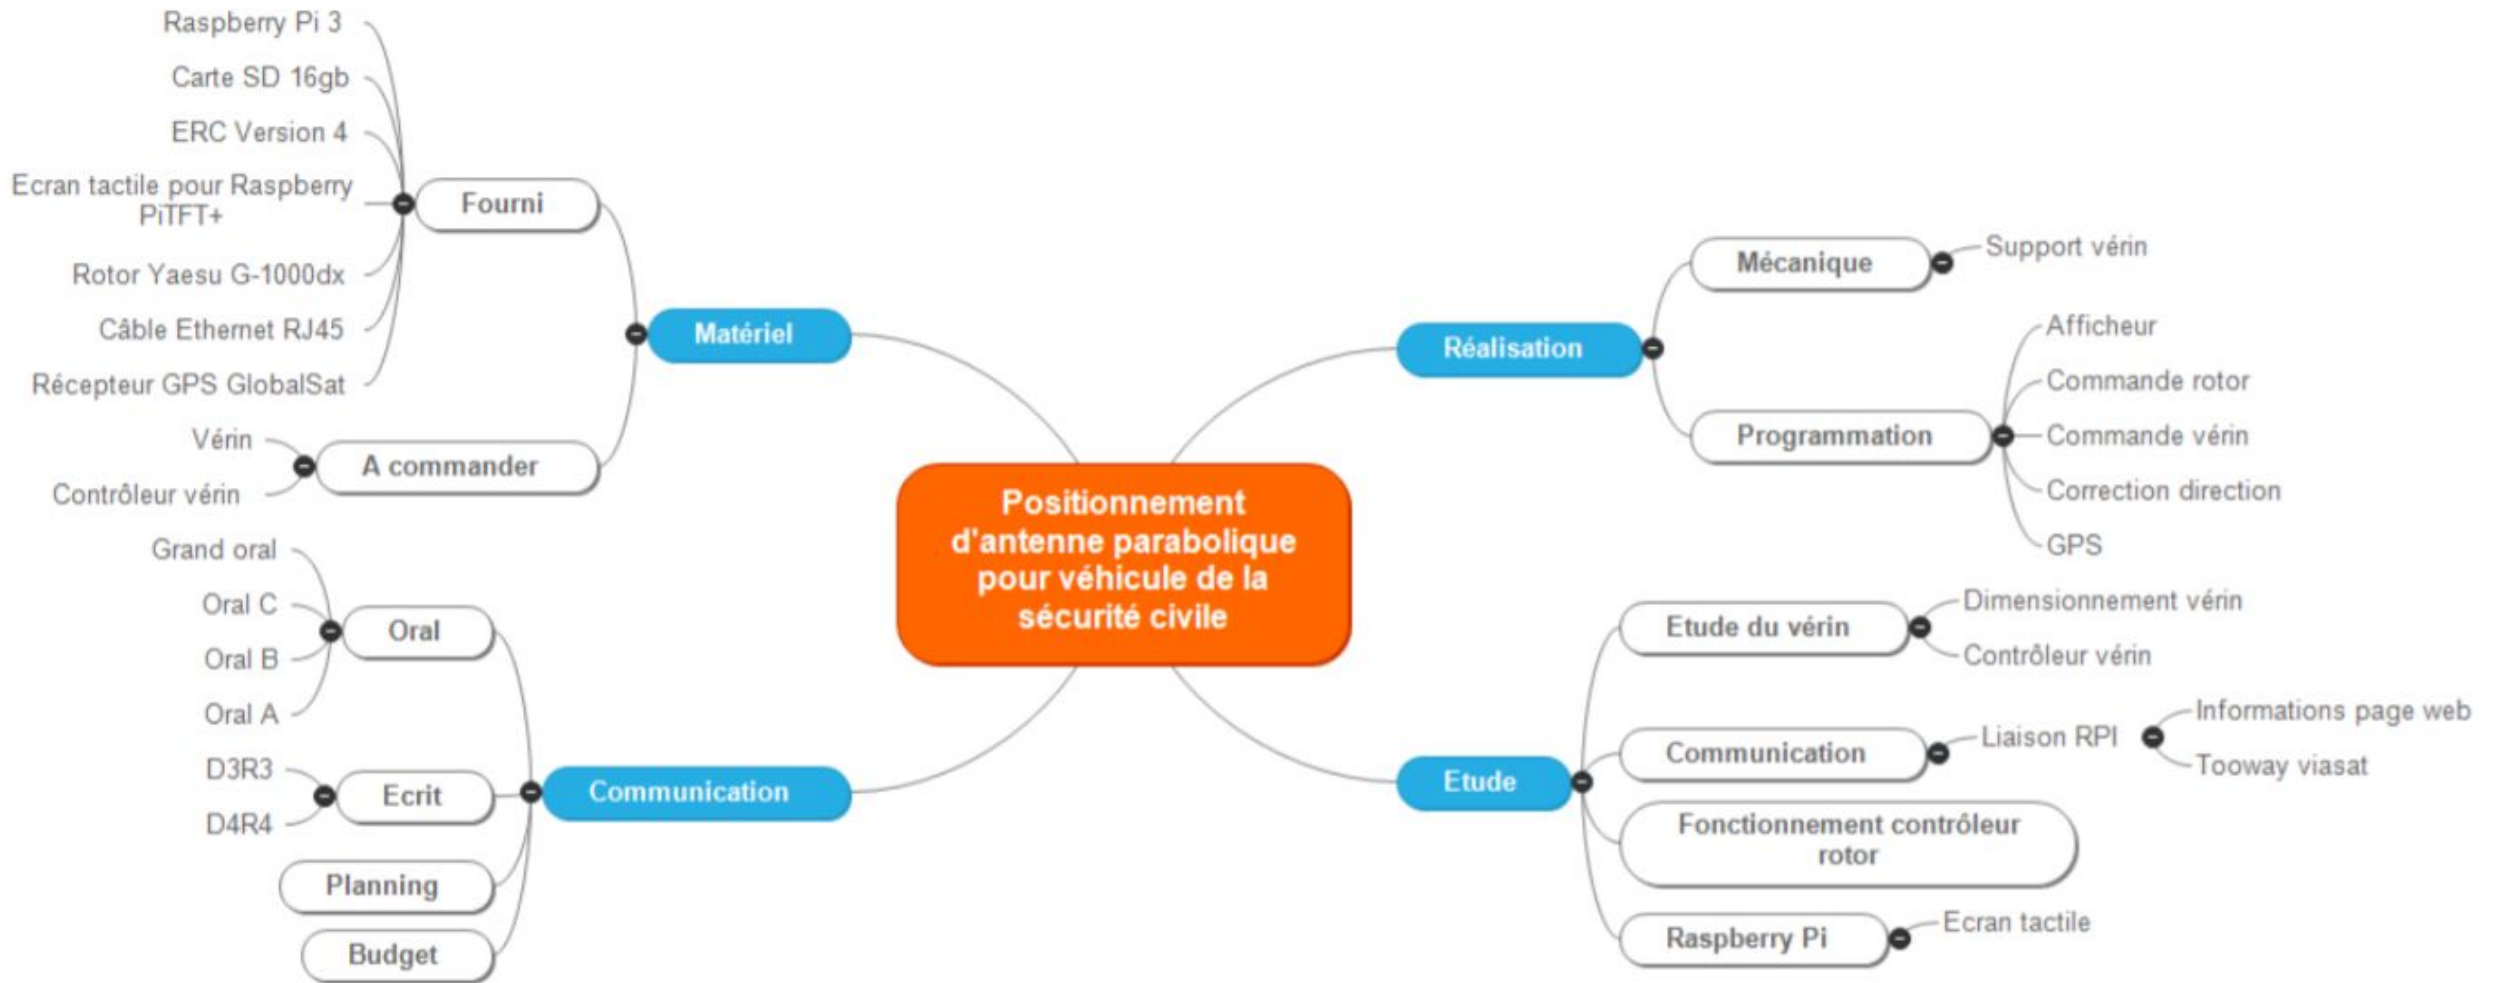 Raspberry Pi 3
Carte SD 16gb
ERC Version 4
Ecran tactile pour Raspberry
PiTFT+
Rotor Yaesu G-1000dx
Câble Ethernet RJ45
Récepteur GPS GlobalSat
Fourni
Vérin
Contrôleur vérin
A commander
Matériel
Grand oral
Oral C
Oral B
Oral A
Oral
D3R3
D4R4
Ecrit
Planning
Budget
Communication
Positionnement
d'antenne parabolique
pour véhicule de la
sécurité civile
Réalisation
Mécanique
Support vérin
Programmation
Afficheur
Commande rotor
Commande vérin
Correction direction
GPS
Etude
Etude du vérin
Dimensionnement vérin
Contrôleur vérin
Communication
Liaison RPI
Informations page web
Tooway viasat
Fonctionnement contrôleur
rotor
Raspberry Pi
Ecran tactile